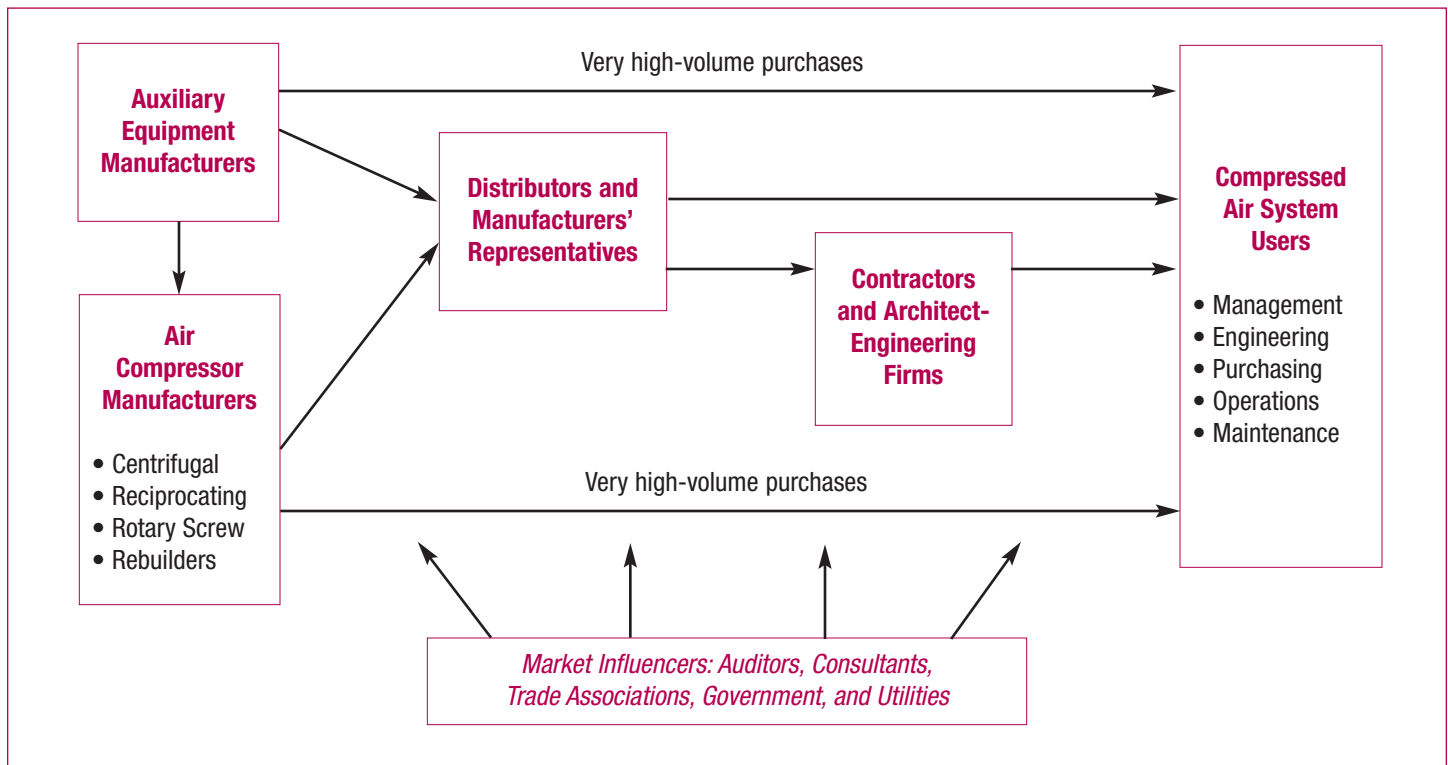 Very high-volume purchases
Auxiliary
Equipment
Manufacturers
Distributors and
Manufacturers’
Representatives
Contractors
and Architect-
Engineering
Firms
Compressed
Air System
Users
• Management
• Engineering
• Purchasing
• Operations
• Maintenance
Air
Compressor
Manufacturers
• Centrifugal
• Reciprocating
• Rotary Screw
• Rebuilders
Very high-volume purchases
Market Influencers: Auditors, Consultants,
Trade Associations, Government, and Utilities